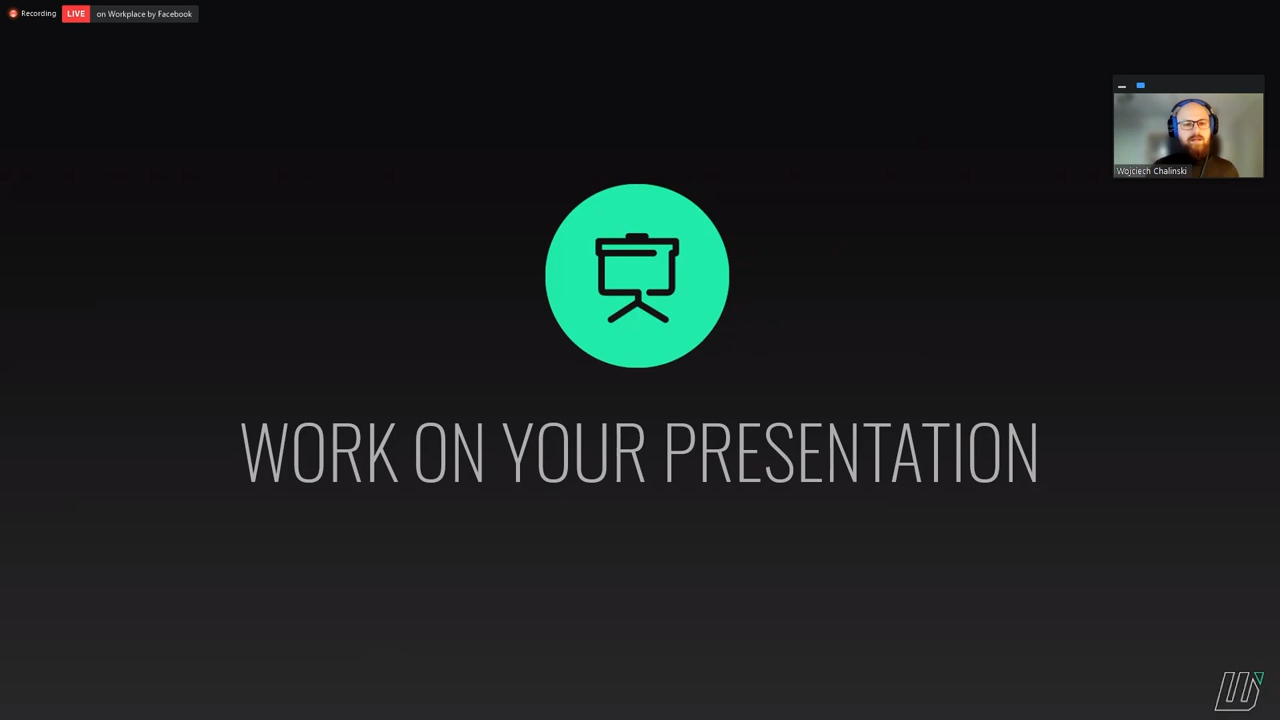 Recording
LIVE on Workplace by Facebook
Wojciech Chalinski
WORK ON YOUR PRESENTATION